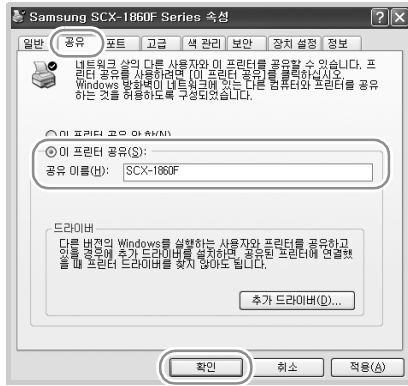 Samsung SCX-1860F Series 속성
일반 공유 포트 고급 색 관리 보안 장치 설정 정보
네트워크 상의 다른 사용자와 이 프린터를 공유할 수 있습니다. 프
린터 공유를 사용하려면 [이 프린터 공유]를 클릭하십시오.
Windows 방화벽이 네트워크에 있는 다른 컴퓨터와 프린터를 공유
하는 것을 허용하도록 구성되었습니다.
이 프린터 공유 안 함(N)
이 프린터 공유(S):
공유 이름(H): SCX-1860F
드라이버
다른 버전의 Windows를 실행하는 사용자와 프린터를 공유하고
있을 경우에 추가 드라이버를 설치하면, 공유된 프린터에 연결했
을 때 프린터 드라이버를 찾지 않아도 됩니다.
추가 드라이버(D)...
확인 취소 적용(A)